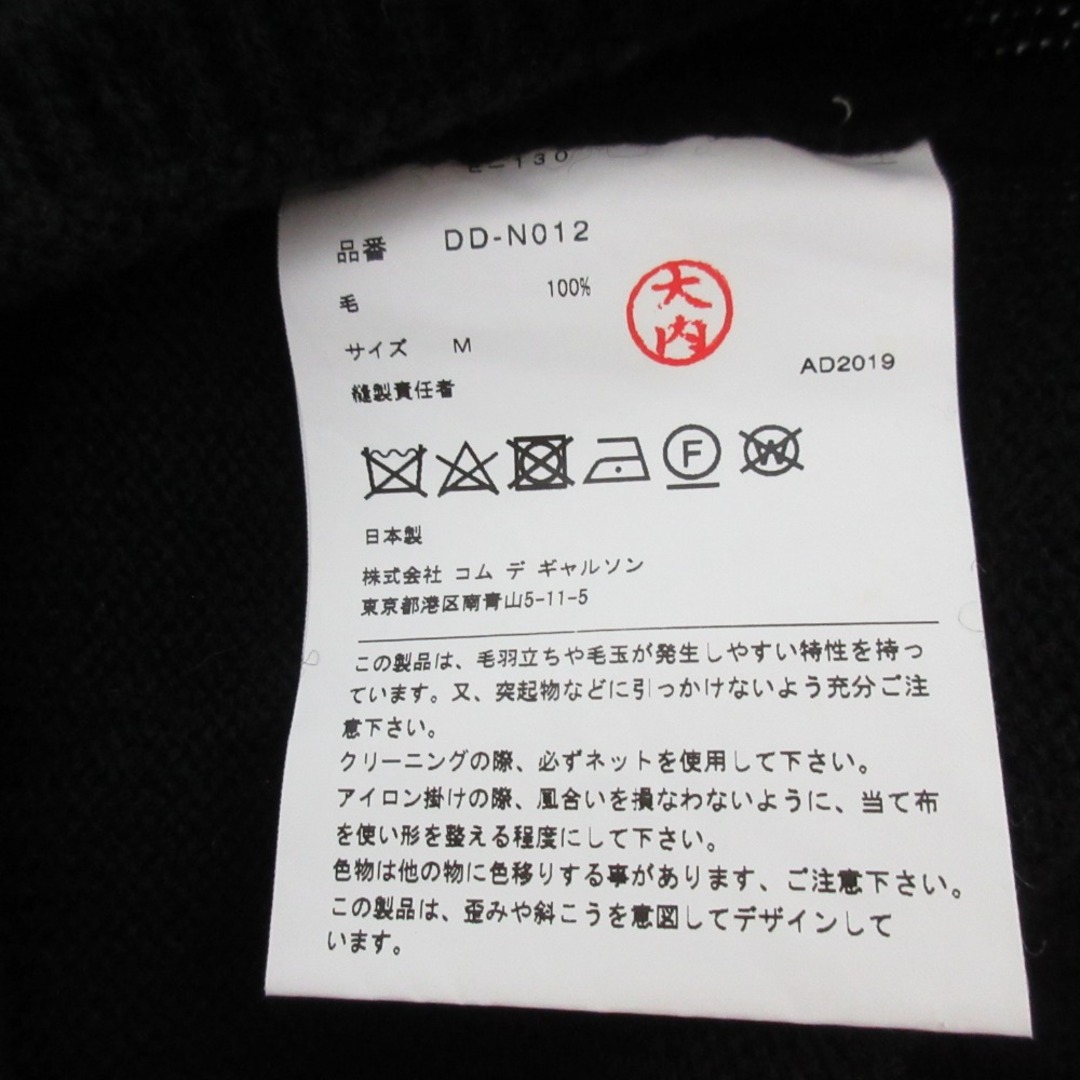 品番 DD-N012
毛 100%
大内
サイズ M
AD2019
縫製責任者
F W
日本製
株式会社 コム デ ギャルソン
東京都港区南青山5-11-5
この製品は、毛羽立ちや毛玉が発生しやすい特性を持っ
ています。又、突起物などに引っかけないよう充分ご注
意下さい。
クリーニングの際、必ずネットを使用して下さい。
アイロン掛けの際、風合いを損なわないように、当て布
を使い形を整える程度にして下さい。
色物は他の物に色移りする事があります、ご注意下さい。
この製品は、歪みや斜こうを意図してデザインして
います。